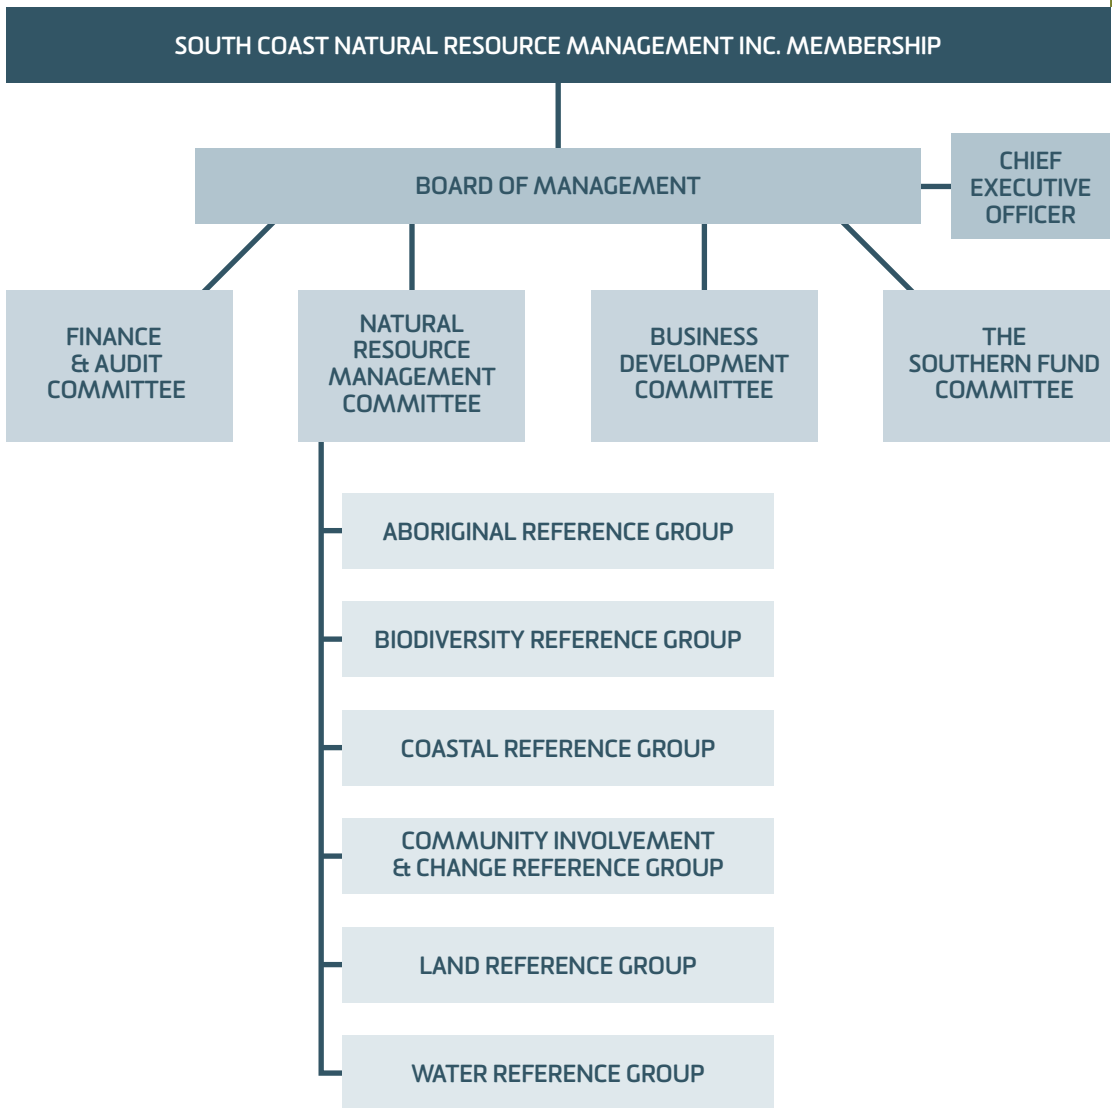 SOUTH COAST NATURAL RESOURCE MANAGEMENT INC. MEMBERSHIP
BOARD OF MANAGEMENT
CHIEF
EXECUTIVE
OFFICER
FINANCE
& AUDIT
COMMITTEE
NATURAL
RESOURCE
MANAGEMENT
COMMITTEE
BUSINESS
DEVELOPMENT
COMMITTEE
THE
SOUTHERN FUND
COMMITTEE
ABORIGINAL REFERENCE GROUP
BIODIVERSITY REFERENCE GROUP
COASTAL REFERENCE GROUP
COMMUNITY INVOLVEMENT
& CHANGE REFERENCE GROUP
LAND REFERENCE GROUP
WATER REFERENCE GROUP